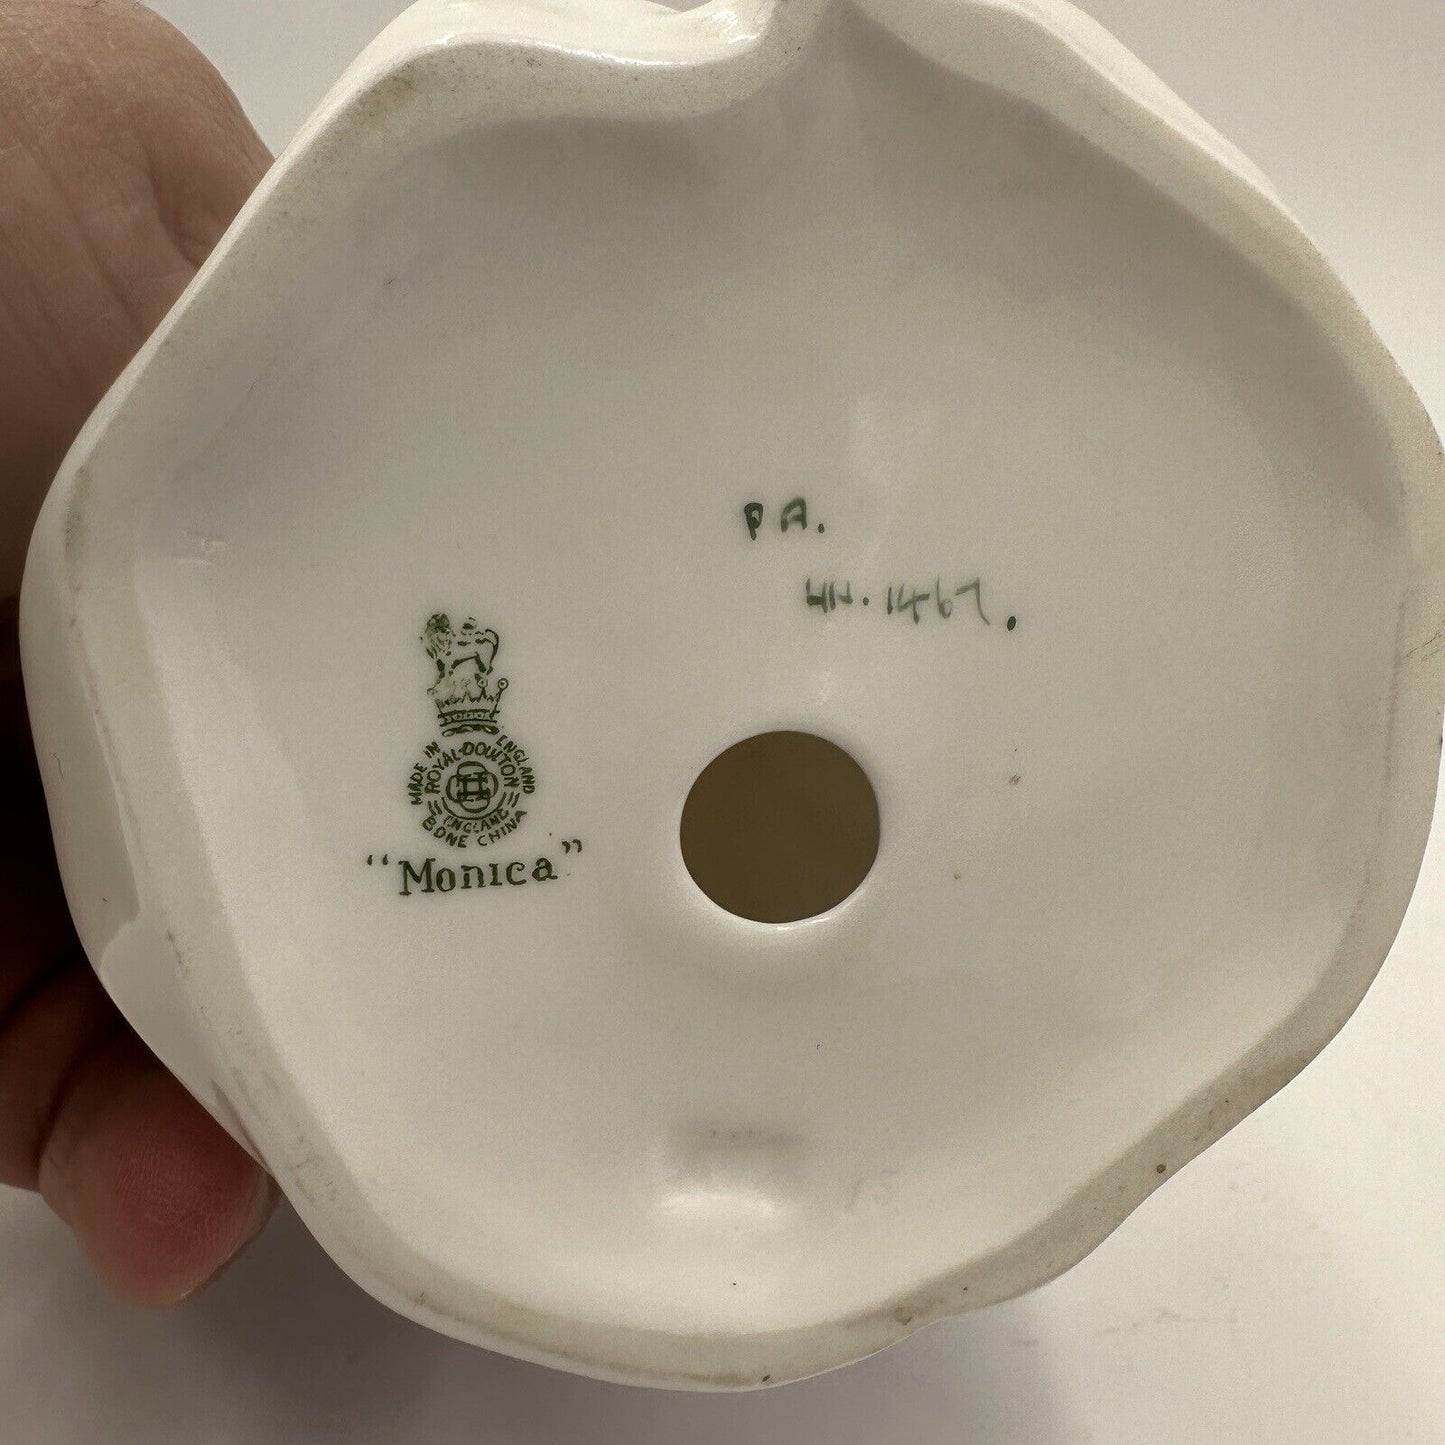 PA.
HN. 1467.
MADE IN ENGLAND
ROYAL·DOULTON
ENGLAND
BONE CHINA
"MONICA"